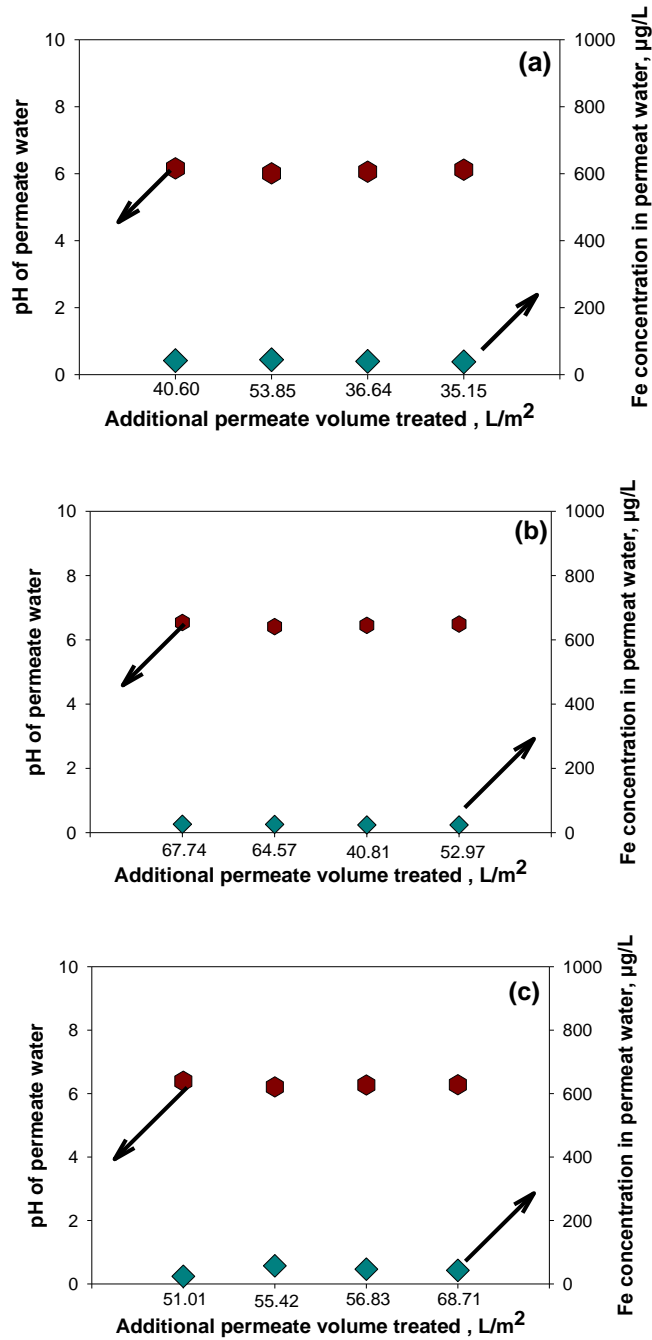 (a)
pH of permeate water
10
8
6
4
2
0
Fe concentration in permeat water, µg/L
1000
800
600
400
200
0
40.60 53.85 36.64 35.15
Additional permeate volume treated , L/m2
(b)
pH of permeate water
10
8
6
4
2
0
Fe concentration in permeat water, µg/L
1000
800
600
400
200
0
67.74 64.57 40.81 52.97
Additional permeate volume treated , L/m2
(c)
pH of permeate water
10
8
6
4
2
0
Fe concentration in permeat water, µg/L
1000
800
600
400
200
0
51.01 55.42 56.83 68.71
Additional permeate volume treated , L/m2